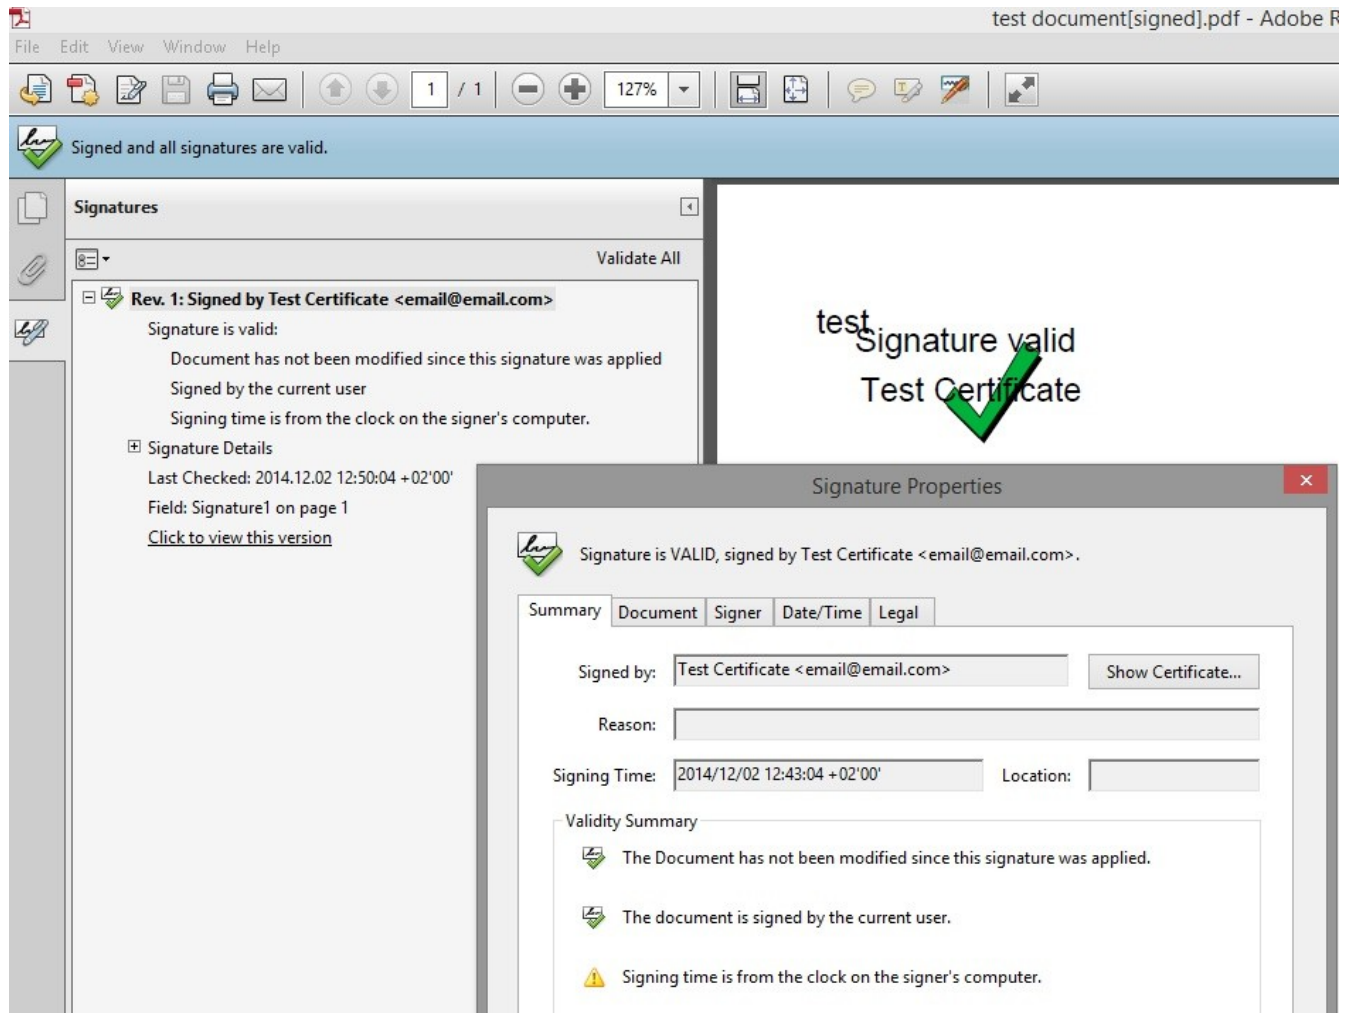 test document[signed].pdf - Adobe R
File Edit View Window Help
1 / 1 127%
Signed and all signatures are valid.
Signatures
Validate All
Rev. 1: Signed by Test Certificate <email@email.com>
Signature is valid:
Document has not been modified since this signature was applied
Signed by the current user
Signing time is from the clock on the signer's computer.
Signature Details
Last Checked: 2014.12.02 12:50:04 +02'00'
Field: Signature1 on page 1
Click to view this version
test
Signature valid
Test Certificate
Signature Properties
Signature is VALID, signed by Test Certificate <email@email.com>.
Summary Document Signer Date/Time Legal
Signed by: Test Certificate <email@email.com> Show Certificate...
Reason:
Signing Time: 2014/12/02 12:43:04 +02'00' Location:
Validity Summary
The Document has not been modified since this signature was applied.
The document is signed by the current user.
Signing time is from the clock on the signer's computer.